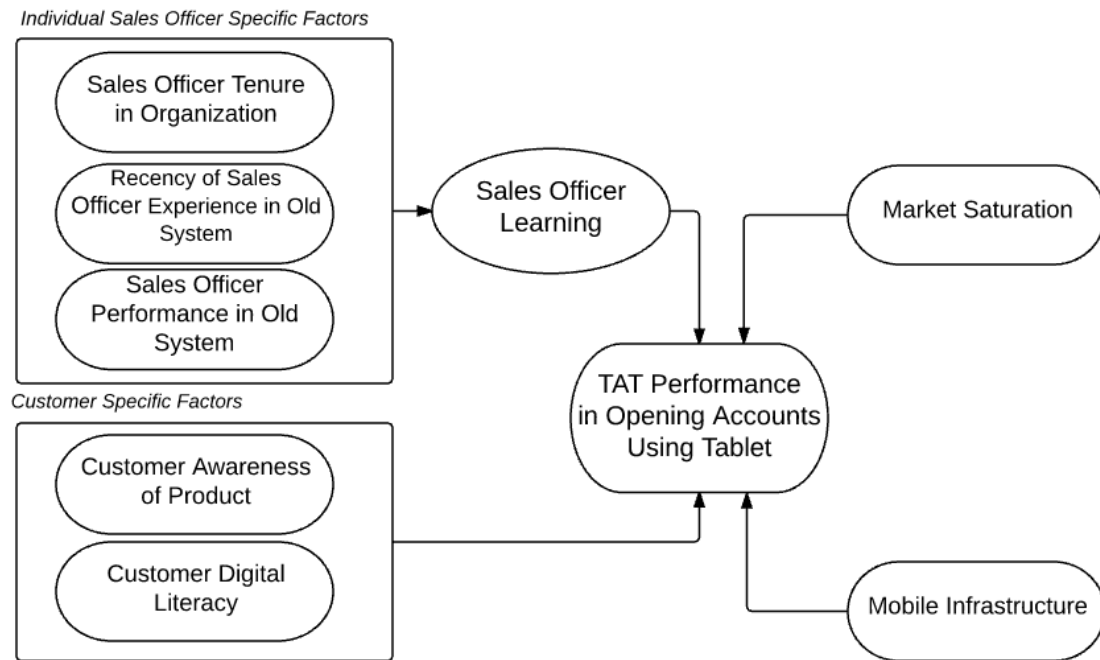 Individual Sales Officer Specific Factors
Sales Officer Tenure
in Organization
Recency of Sales
Officer Experience in Old
System
Sales Officer
Performance in Old
System
Sales Officer
Learning
Market Saturation
Customer Specific Factors
Customer Awareness
of Product
Customer Digital
Literacy
TAT Performance
in Opening Accounts
Using Tablet
Mobile Infrastructure